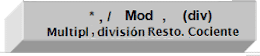 * , /   Mod  ,   (div)
Multipl , división Resto. Cociente